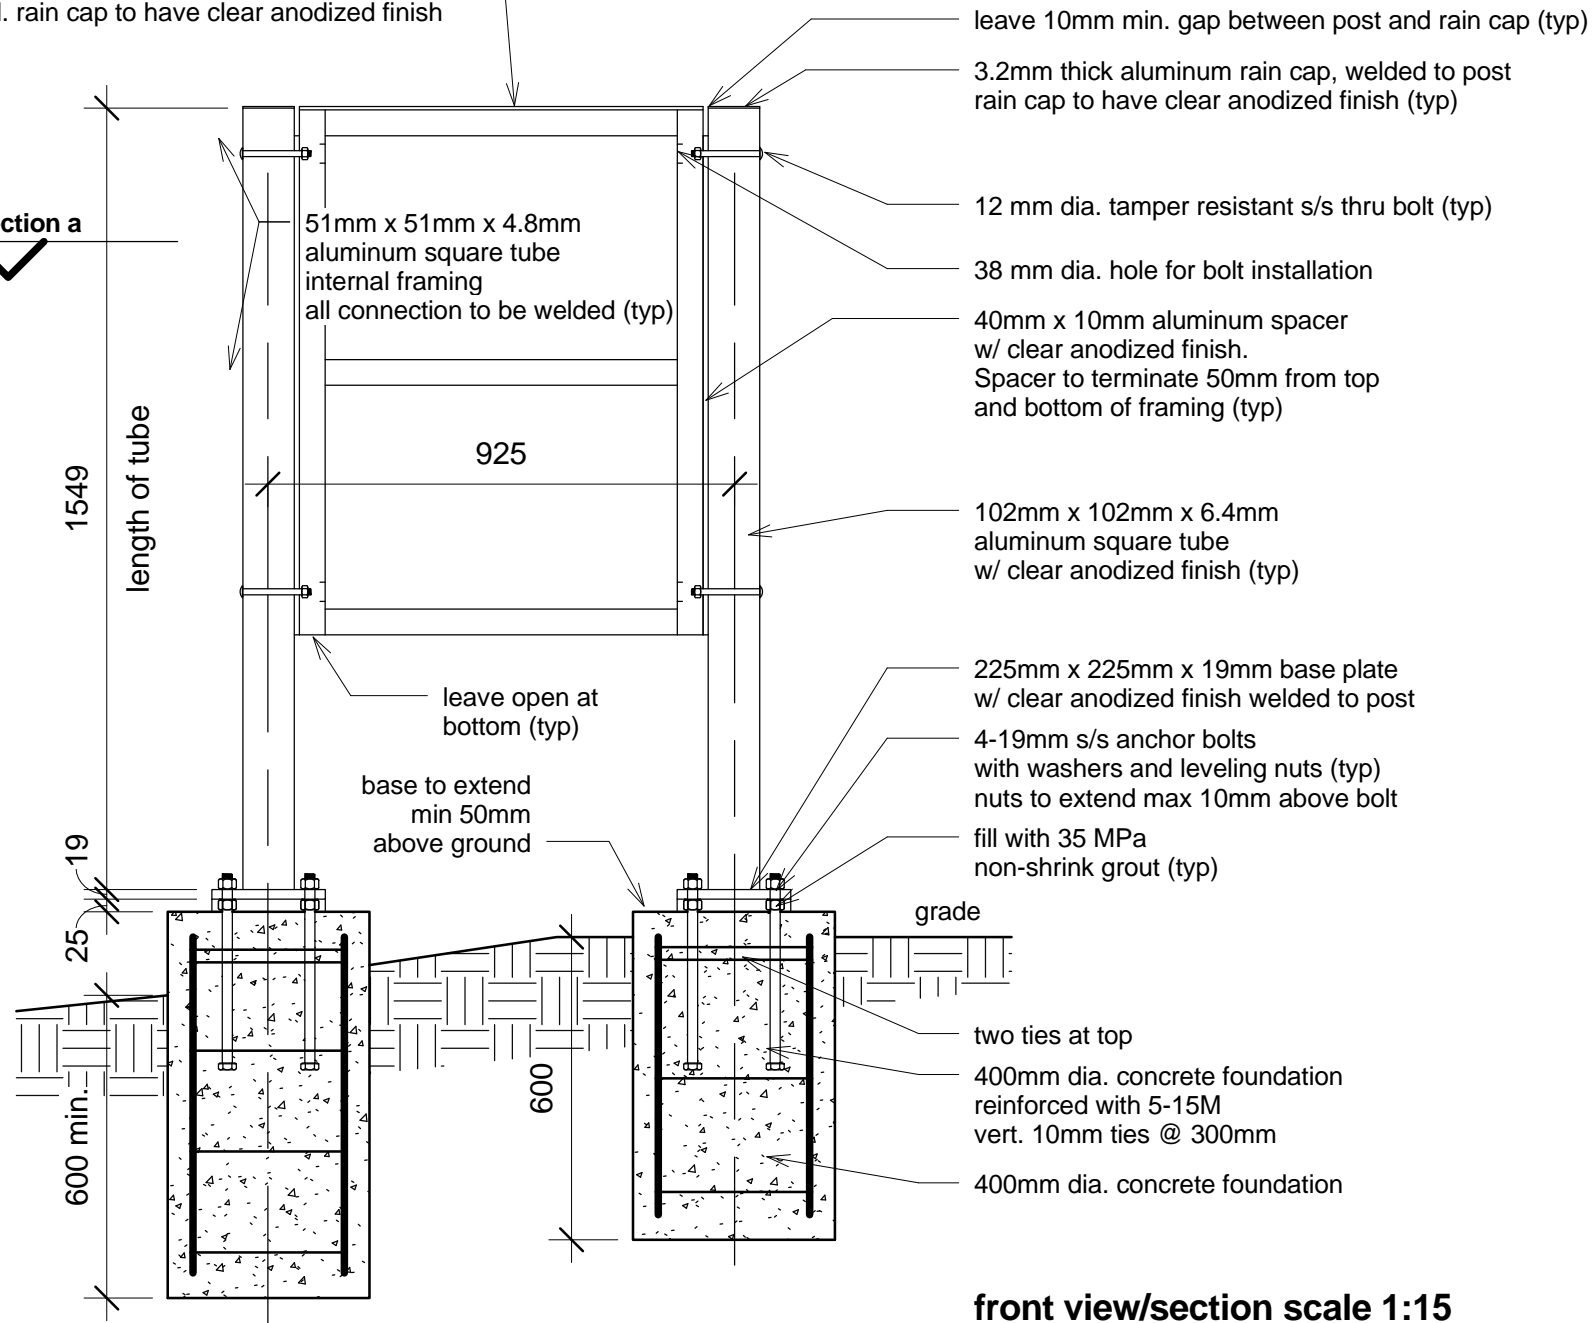 . rain cap to have clear anodized finish
leave 10mm min. gap between post and rain cap (typ)
3.2mm thick aluminum rain cap, welded to post
rain cap to have clear anodized finish (typ)
ction a
51mm x 51mm x 4.8mm
aluminum square tube
internal framing
all connection to be welded (typ)
12 mm dia. tamper resistant s/s thru bolt (typ)
38 mm dia. hole for bolt installation
40mm x 10mm aluminum spacer
w/ clear anodized finish.
Spacer to terminate 50mm from top
and bottom of framing (typ)
925
1549
length of tube
102mm x 102mm x 6.4mm
aluminum square tube
w/ clear anodized finish (typ)
leave open at
bottom (typ)
225mm x 225mm x 19mm base plate
w/ clear anodized finish welded to post
4-19mm s/s anchor bolts
with washers and leveling nuts (typ)
nuts to extend max 10mm above bolt
base to extend
min 50mm
above ground
fill with 35 MPa
non-shrink grout (typ)
19
25
grade
600 min.
600
two ties at top
400mm dia. concrete foundation
reinforced with 5-15M
vert. 10mm ties @ 300mm
400mm dia. concrete foundation
front view/section scale 1:15